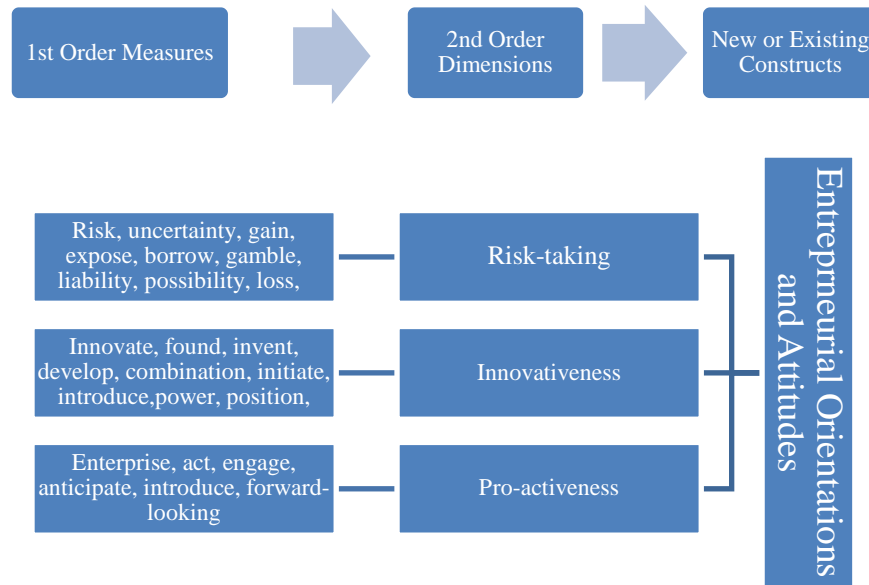 1st Order Measures
2nd Order
Dimensions
New or Existing
Constructs
Risk, uncertainty, gain,
expose, borrow, gamble,
liability, possibility, loss,
Risk-taking
Innovate, found, invent,
develop, combination, initiate,
introduce,power, position,
Innovativeness
Enterprise, act, engage,
anticipate, introduce, forward-
looking
Pro-activeness
Entreprneurial Orientations
and Attitudes